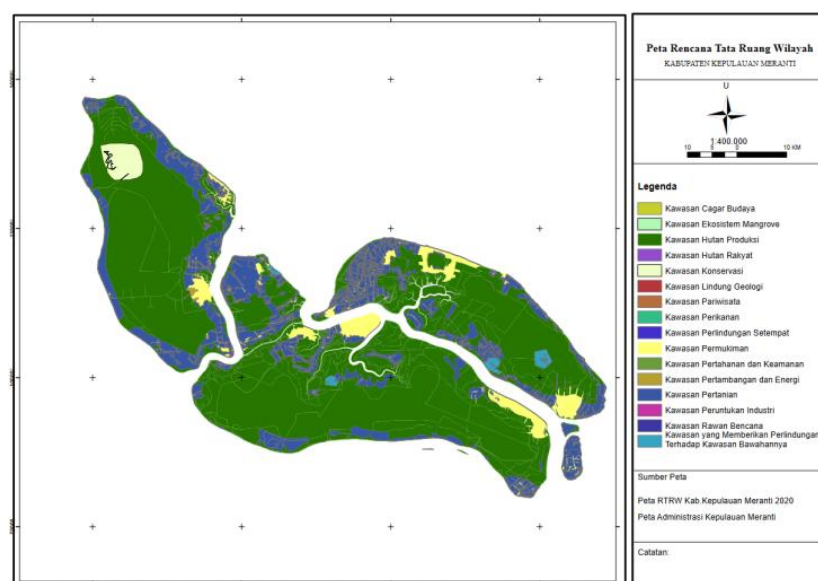 Peta Rencana Tata Ruang Wilayah
KABUPATEN KEPULAUAN MERANTI
U
1:400.000
10 KM
Legenda
Kawasan Cagar Budaya
Kawasan Ekosistem Mangrove
Kawasan Hutan Produksi
Kawasan Hutan Rakyat
Kawasan Konservasi
Kawasan Lindung Geologi
Kawasan Pariwisata
Kawasan Perikanan
Kawasan Perlindungan Setempat
Kawasan Permukiman
Kawasan Pertahanan dan Keamanan
Kawasan Pertambangan dan Energi
Kawasan Pertanian
Kawasan Peruntukan Industri
Kawasan Rawan Bencana
Kawasan yang Memberikan Perlindungan
Terhadap Kawasan Bawahannya
Sumber Peta
Peta RTRW Kab.Kepulauan Meranti 2020
Peta Administrasi Kepulauan Meranti
Catatan: